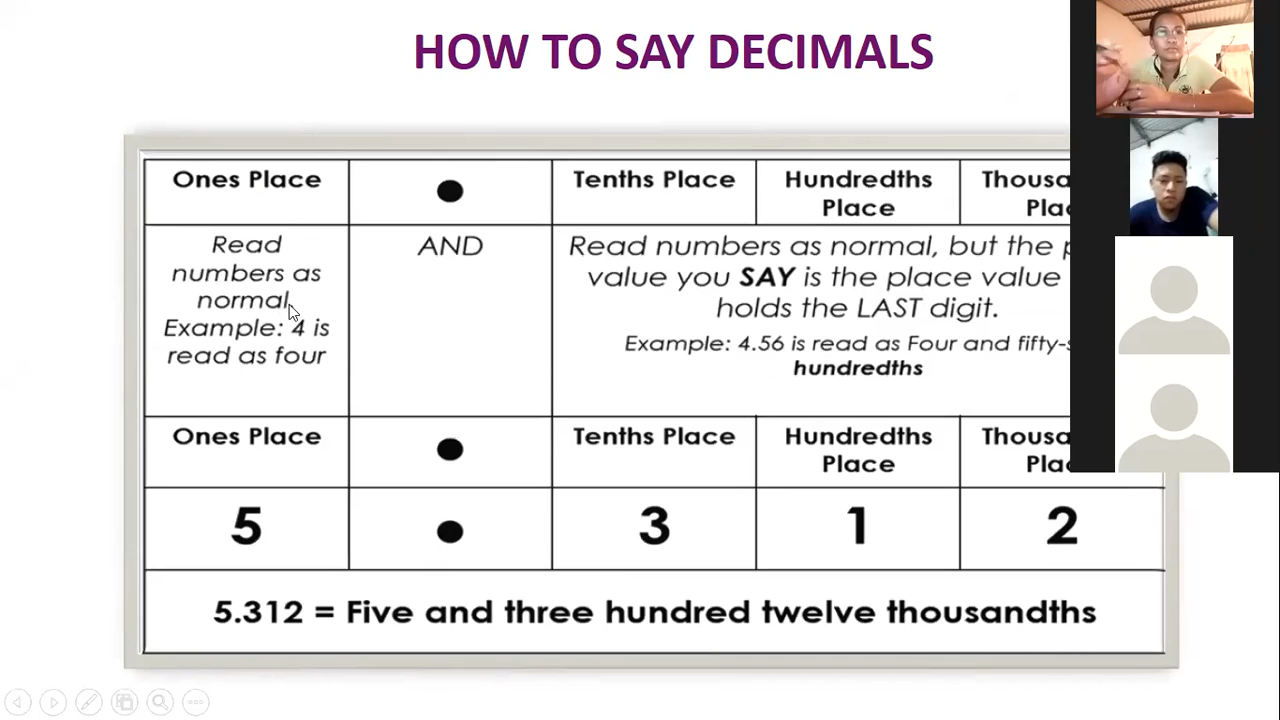 HOW TO SAY DECIMALS
Ones Place
Tenths Place
Hundredths
Place
Read
numbers as
normal.
Example: 4 is
read as four
AND
Read numbers as normal, but the
value you SAY is the place value
holds the LAST digit.
Example: 4.56 is read as Four and
hundredths
Ones Place
Tenths Place
Hundredths
Place
5 . 3 1 2
5.312 = Five and three hundred twelve thousandths